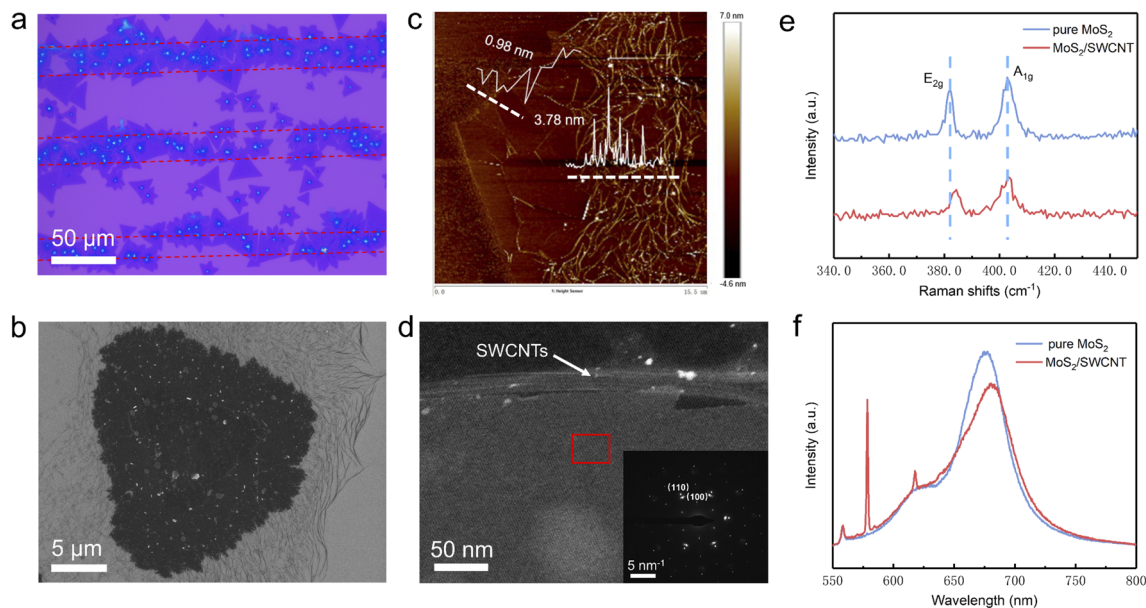 a
50 μm
b
5 μm
c
0.98 nm
3.78 nm
7.0 nm
-4.6 nm
0.0
1: Height Sensor
15.5 um
d
SWCNTs
50 nm
(110)
(100)
5 nm⁻¹
e
pure MoS₂
MoS₂/SWCNT
E₂g
A₁g
Intensity (a.u.)
340.0 380.0 400.0 420.0 440.0
Raman shifts (cm⁻¹)
f
pure MoS₂
MoS₂/SWCNT
Intensity (a.u.)
550 600 650 700 750 800
Wavelength (nm)